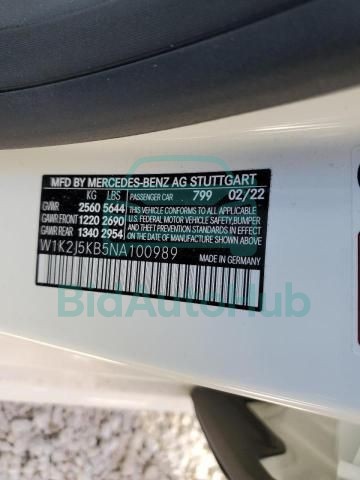 MFD BY MERCEDES-BENZ AG STUTTGART
KG LBS PASSENGER CAR 799 02/22
GVWR 2560 5644 THIS VEHICLE CONFORMS TO ALL APPLICABLE
GAWR FRONT 1220 2690 U.S. FEDERAL MOTOR VEHICLE SAFETY, BUMPER
GAWR REAR 1340 2954 AND THEFT PREVENTION STANDARDS IN EFFECT
ON THE DATE OF MANUFACTURE SHOWN ABOVE.
W1K2J5KB5NA100989
MADE IN GERMANY
BidAutoHub